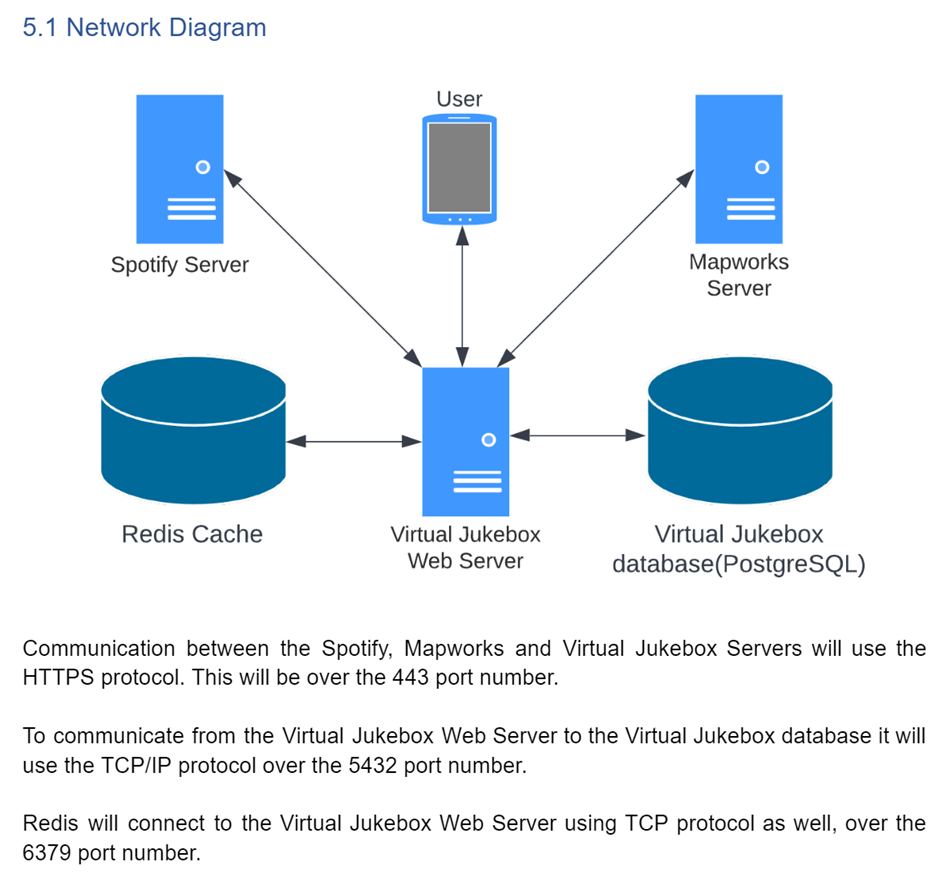 5.1 Network Diagram
User
Spotify Server
Mapworks
Server
Redis Cache
Virtual Jukebox
Web Server
Virtual Jukebox
database(PostgreSQL)
Communication between the Spotify, Mapworks and Virtual Jukebox Servers will use the
HTTPS protocol. This will be over the 443 port number.
To communicate from the Virtual Jukebox Web Server to the Virtual Jukebox database it will
use the TCP/IP protocol over the 5432 port number.
Redis will connect to the Virtual Jukebox Web Server using TCP protocol as well, over the
6379 port number.